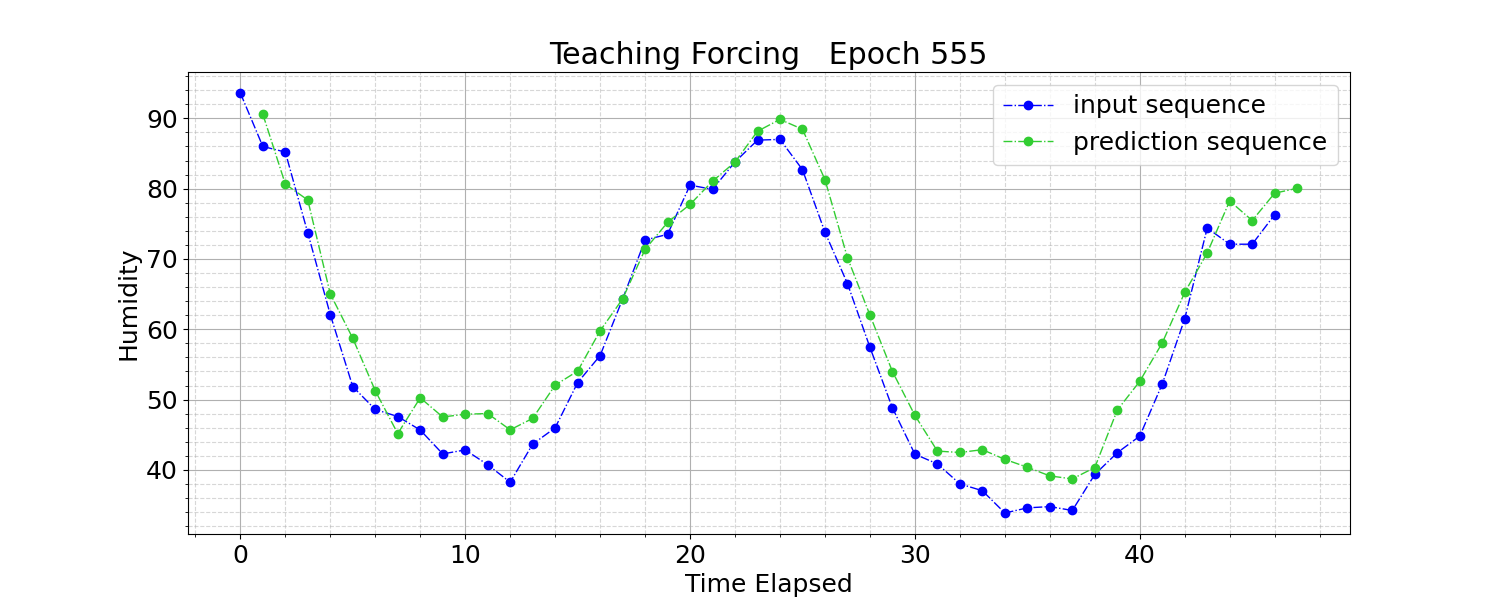 Teaching Forcing   Epoch 555
input sequence
prediction sequence
Humidity
90
80
70
60
50
40
0 10 20 30 40
Time Elapsed